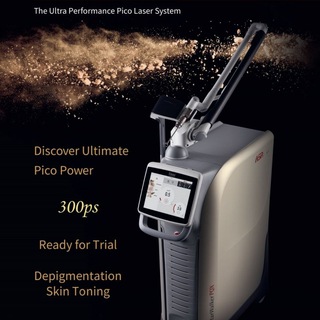 The Ultra Performance Pico Laser System
Discover Ultimate
Pico Power
300ps
Ready for Trial
Depigmentation
Skin Toning